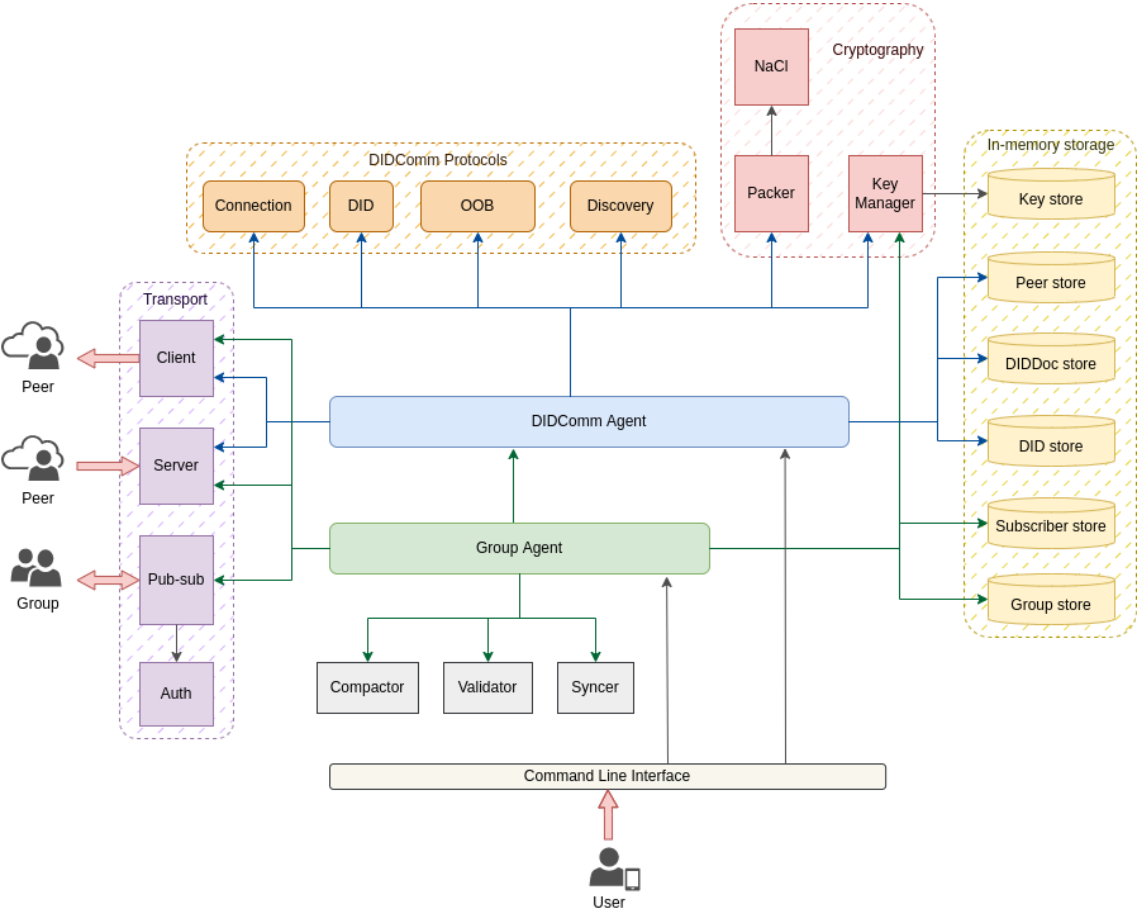 Cryptography
NaCl
In-memory storage
DIDComm Protocols
Connection
DID
OOB
Discovery
Packer
Key
Manager
Key store
Peer store
Transport
Client
Peer
DIDDoc store
DIDComm Agent
DID store
Server
Peer
Subscriber store
Group Agent
Pub-sub
Group
Group store
Auth
Compactor
Validator
Syncer
Command Line Interface
User